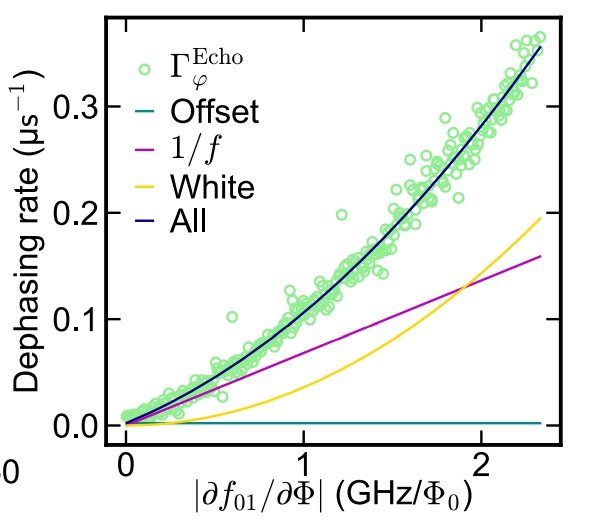 Γφ^Echo
Offset
1/f
White
All
Dephasing rate (µs⁻¹)
0.3
0.2
0.1
0.0
0
1
2
|∂f₀₁/∂Φ| (GHz/Φ₀)